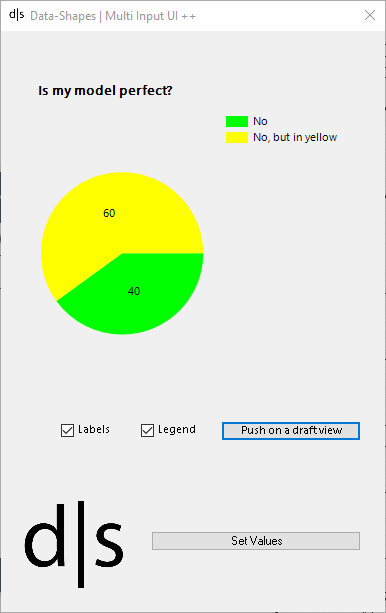 d|s Data-Shapes | Multi Input UI ++
Is my model perfect?
No
No, but in yellow
60
40
Labels
Legend
Push on a draft view
d|s
Set Values